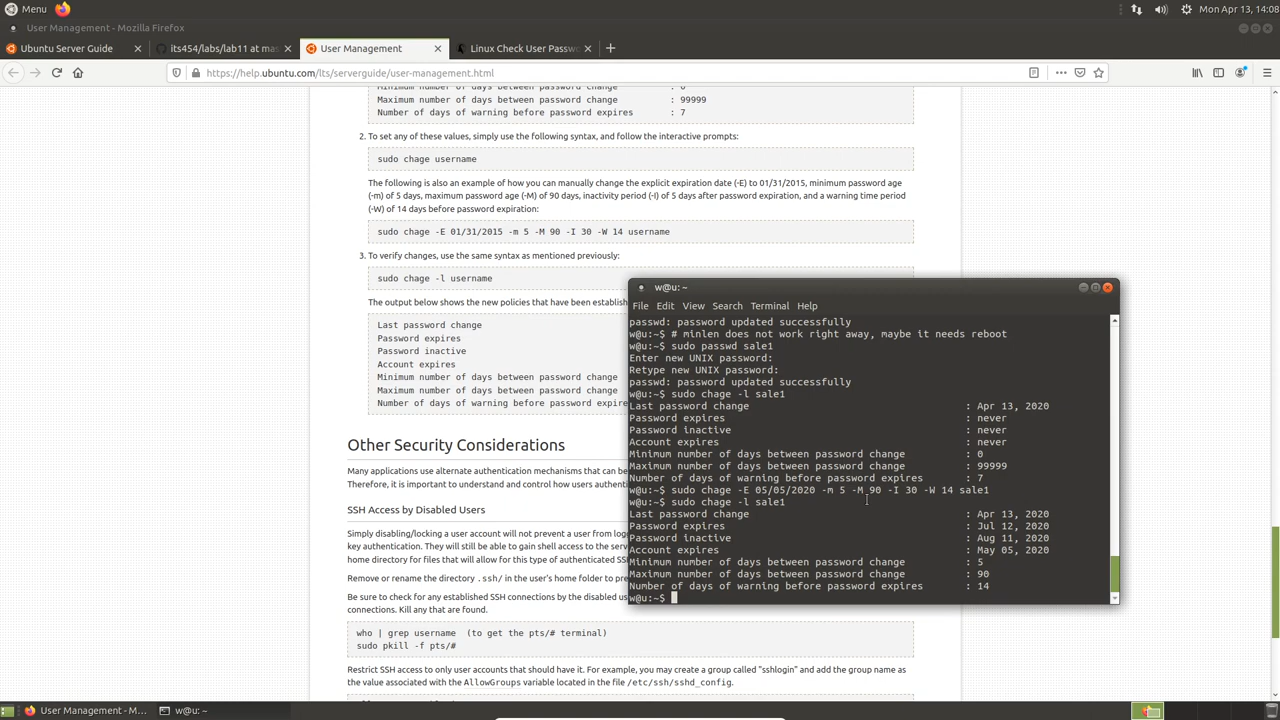 Menu
Mon Apr 13, 14:08
User Management - Mozilla Firefox
Ubuntu Server Guide
its454/labs/lab11 at mas
User Management
Linux Check User Passwo
https://help.ubuntu.com/lts/serverguide/user-management.html
Minimum number of days between password change : 0
Maximum number of days between password change : 99999
Number of days of warning before password expires : 7
2. To set any of these values, simply use the following syntax, and follow the interactive prompts:
sudo chage username
The following is also an example of how you can manually change the explicit expiration date (-E) to 01/31/2015, minimum password age
(-m) of 5 days, maximum password age (-M) of 90 days, inactivity period (-I) of 5 days after password expiration, and a warning time period
(-W) of 14 days before password expiration:
sudo chage -E 01/31/2015 -m 5 -M 90 -I 30 -W 14 username
3. To verify changes, use the same syntax as mentioned previously:
sudo chage -l username
The output below shows the new policies that have been establis
Last password change
Password expires
Password inactive
Account expires
Minimum number of days between password change
Maximum number of days between password change
Number of days of warning before password expire
Other Security Considerations
Many applications use alternate authentication mechanisms that can be
SSH Access by Disabled Users
Simply disabling/locking a user account will not prevent a user from
key authentication. They will still be able to gain shell access to the serve
home directory for files that will allow for this type of authenticated SSH
Remove or rename the directory .ssh/ in the user's home folder to pre
Be sure to check for any established SSH connections by the disabled us
connections. Kill any that are found.
who | grep username (to get the pts/# terminal)
sudo pkill -f pts/#
Restrict SSH access to only user accounts that should have it. For example, you may create a group called "sshlogin" and add the group name as
the value associated with the AllowGroups variable located in the file /etc/ssh/sshd_config.
w@u: ~
File Edit View Search Terminal Help
passwd: password updated successfully
w@u:~$ # minlen does not work right away, maybe it needs reboot
w@u:~$ sudo passwd sale1
Enter new UNIX password:
Retype new UNIX password:
passwd: password updated successfully
w@u:~$ sudo chage -l sale1
Last password change : Apr 13, 2020
Password expires : never
Password inactive : never
Account expires : never
Minimum number of days between password change : 0
Maximum number of days between password change : 99999
Number of days of warning before password expires : 7
w@u:~$ sudo chage -E 05/05/2020 -m 5 -M 90 -I 30 -W 14 sale1
w@u:~$ sudo chage -l sale1
Last password change : Apr 13, 2020
Password expires : Jul 12, 2020
Password inactive : Aug 11, 2020
Account expires : May 05, 2020
Minimum number of days between password change : 5
Maximum number of days between password change : 90
Number of days of warning before password expires : 14
w@u:~$
User Management - M...
w@u: ~